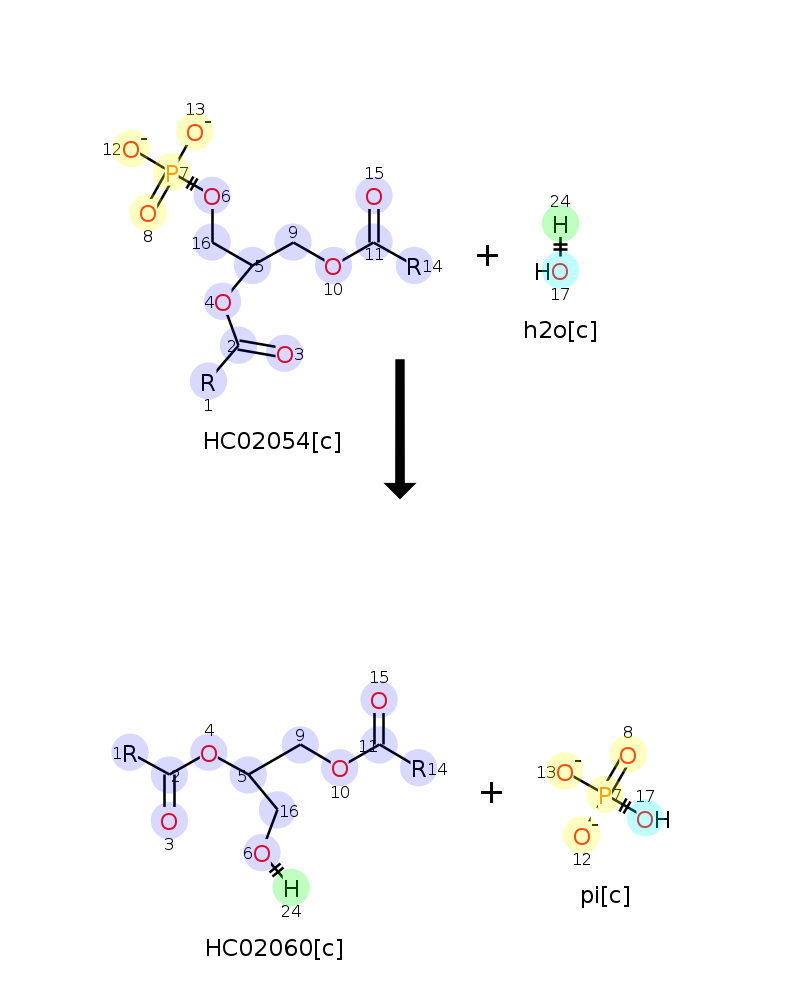 13
O-
12 O-
P 7
O 6
O 8
15
O
16
9
5
11
R 14
O 10
4 O
2
O 3
R
1
+
24
H
HO
17
h2o[c]
HC02054[c]
15
O
4
1 R
O
9
11
2
5
R 14
O
10
O
3
16
6 O
H
24
HC02060[c]
+
8
O
13 O-
P 7
17
OH
O-
12
pi[c]